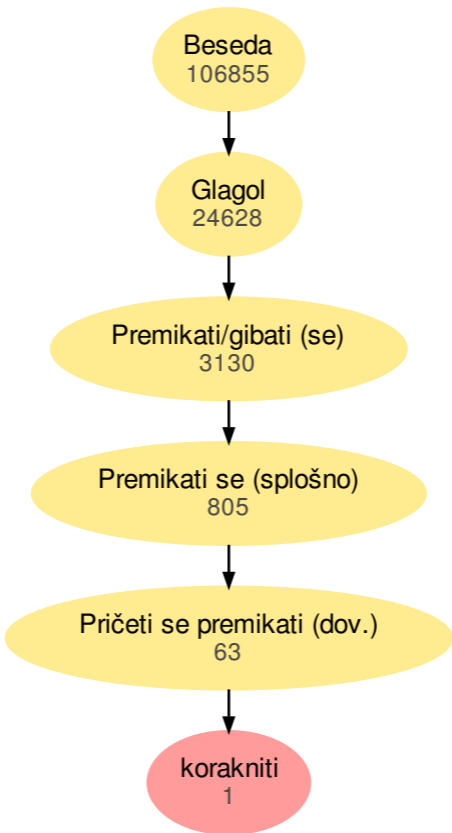 Beseda
106855
Glagol
24628
Premikati/gibati (se)
3130
Premikati se (splošno)
805
Pričeti se premikati (dov.)
63
korakniti
1